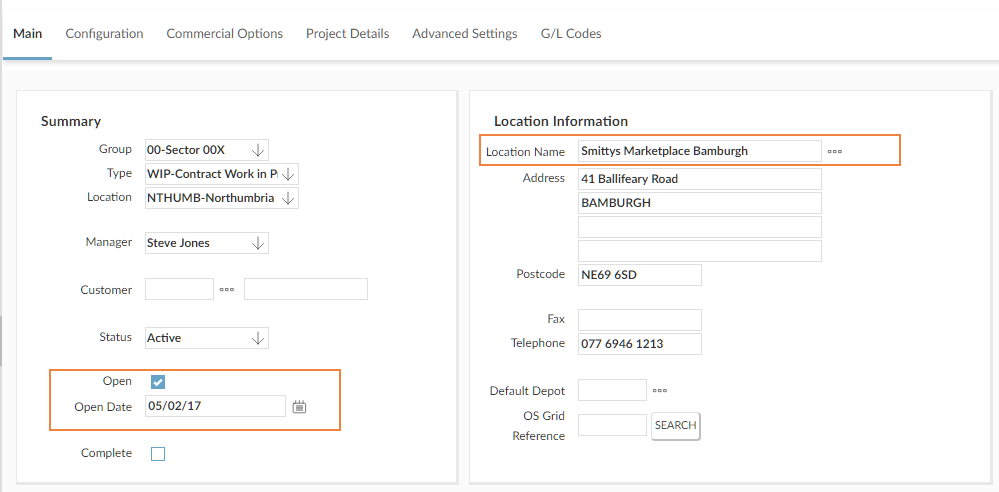 Main Configuration Commercial Options Project Details Advanced Settings G/L Codes
Summary
Group 00-Sector 00X
Type WIP-Contract Work in P
Location NTHUMB-Northumbria
Manager Steve Jones
Customer
Status Active
Open
Open Date 05/02/17
Complete
Location Information
Location Name Smittys Marketplace Bamburgh
Address 41 Ballifeary Road
BAMBURGH
Postcode NE69 6SD
Fax
Telephone 077 6946 1213
Default Depot
OS Grid
Reference SEARCH